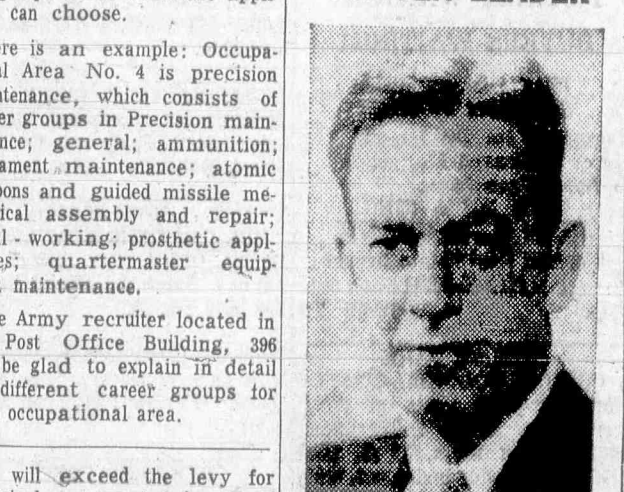 can choose.
re is an example: Occupa-
l Area No. 4 is precision
ntenance, which consists of
er groups in Precision main-
nce; general; ammunition;
ament maintenance; atomic
pons and guided missile me-
ical assembly and repair;
l - working; prosthetic appl-
es; quartermaster equip-
. maintenance.
e Army recruiter located in
Post Office Building, 396
be glad to explain in detail
different career groups for
occupational area.
will exceed the levy for
LEADER